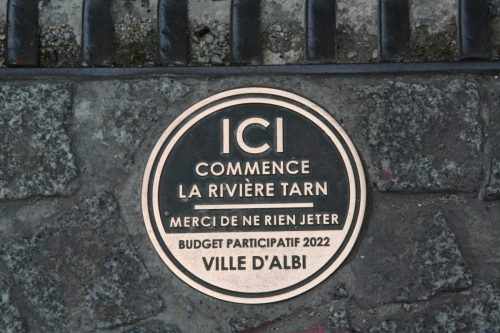 ICI
COMMENCE
LA RIVIÈRE TARN
MERCI DE NE RIEN JETER
BUDGET PARTICIPATIF 2022
VILLE D'ALBI